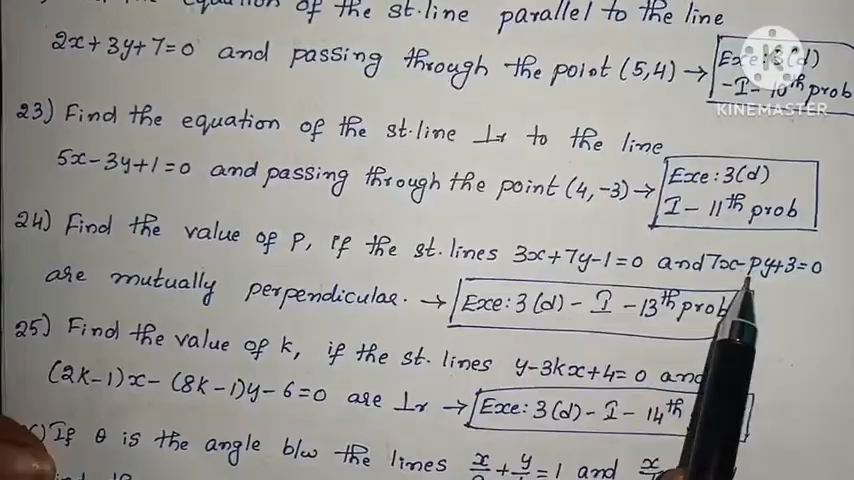 equation of the st.line parallel to the line
2x+3y+7=0 and passing through the point (5,4) → Exe: 3(d)
-I- 10th prob
KINEMASTER
23) Find the equation of the st.line ⊥r to the line
5x-3y+1=0 and passing through the point (4,-3) → Exe: 3(d)
I- 11th prob
24) Find the value of P, if the st.lines 3x+7y-1=0 and 7x-py+3=0
are mutually perpendicular. → Exe: 3(d) - I - 13th prob
25) Find the value of k, if the st.lines y-3kx+4=0 and
(2k-1)x-(8k-1)y-6=0 are ⊥r → Exe: 3(d) - I - 14th
If θ is the angle b/w the lines x/ + y/ =1 and x/